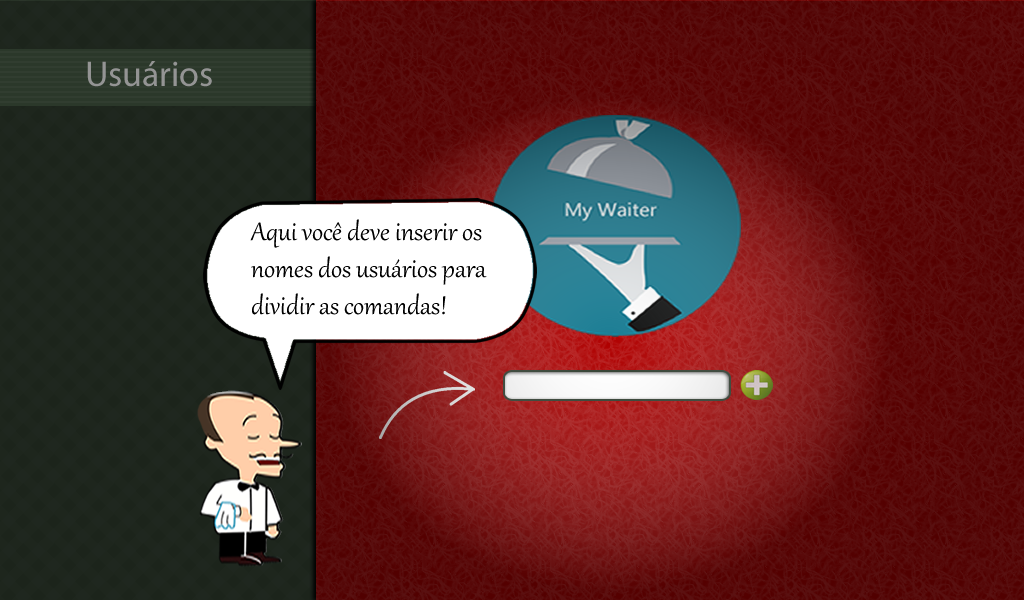 Usuários
My Waiter
Aqui você deve inserir os
nomes dos usuários para
dividir as comandas!